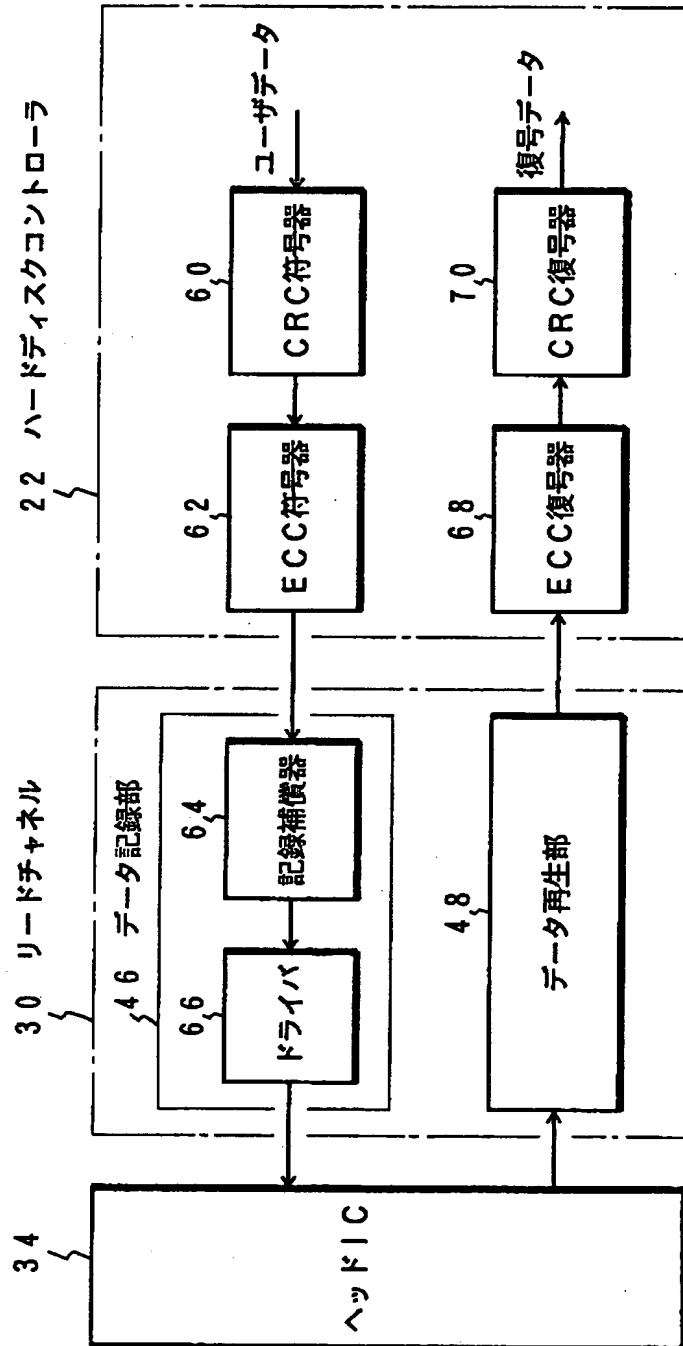 22 ハードディスクコントローラ
30 リードチャネル
46 データ記録部
34
ヘッドIC
66
ドライバ
64
記録補償器
62
ECC符号器
60
CRC符号器
ユーザデータ
48
データ再生部
68
ECC復号器
70
CRC復号器
復号データ